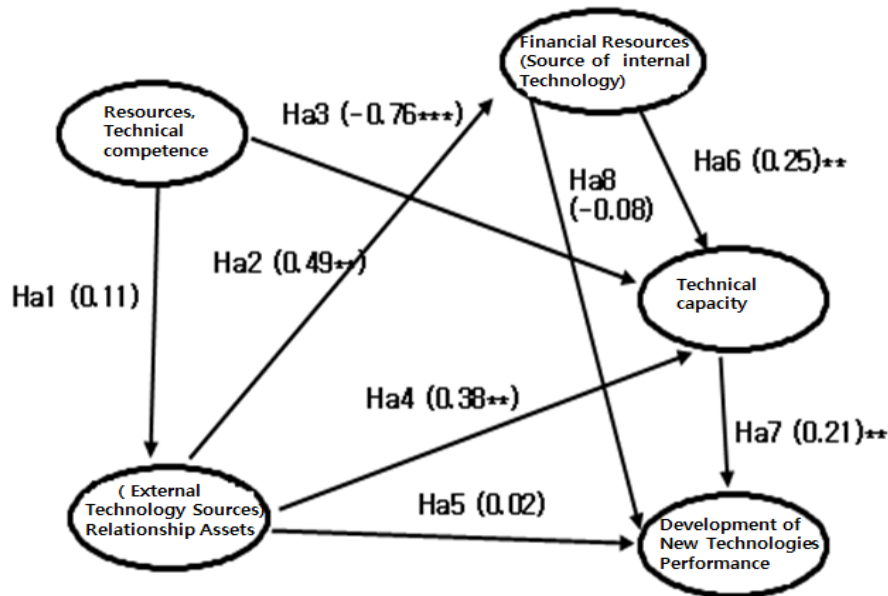 Financial Resources
(Source of internal
Technology)
Resources,
Technical
competence
Ha3 (-0.76***)
Ha6 (0.25)**
Ha8
(-0.08)
Ha2 (0.49**)
Ha1 (0.11)
Technical
capacity
Ha4 (0.38**)
Ha7 (0.21)**
( External
Technology Sources)
Relationship Assets
Ha5 (0.02)
Development of
New Technologies
Performance